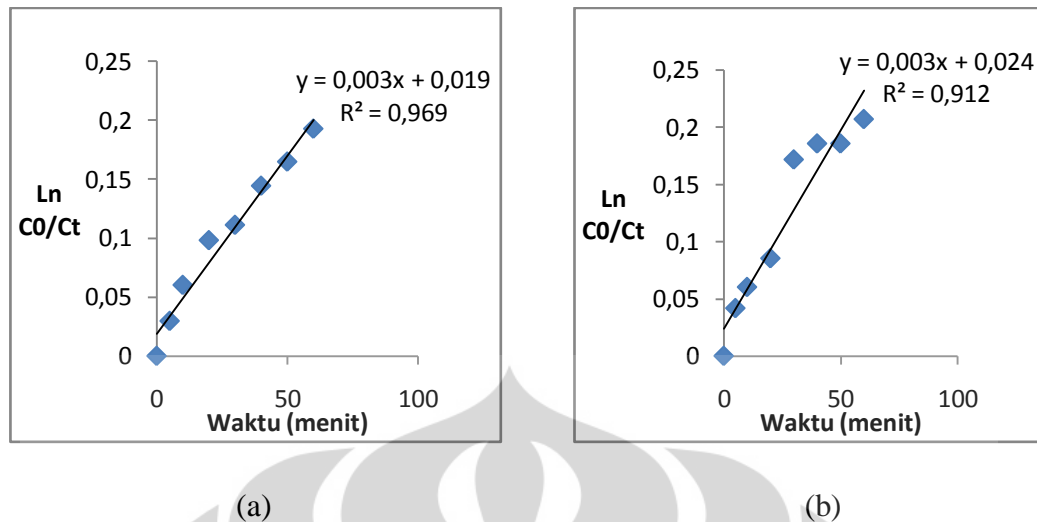 0,25
0,2
0,15
0,1
0,05
0
Ln
C0/Ct
y = 0,003x + 0,019
R² = 0,969
0 50 100
Waktu (menit)
(a)
0,25
0,2
0,15
0,1
0,05
0
Ln
C0/Ct
y = 0,003x + 0,024
R² = 0,912
0 50 100
Waktu (menit)
(b)